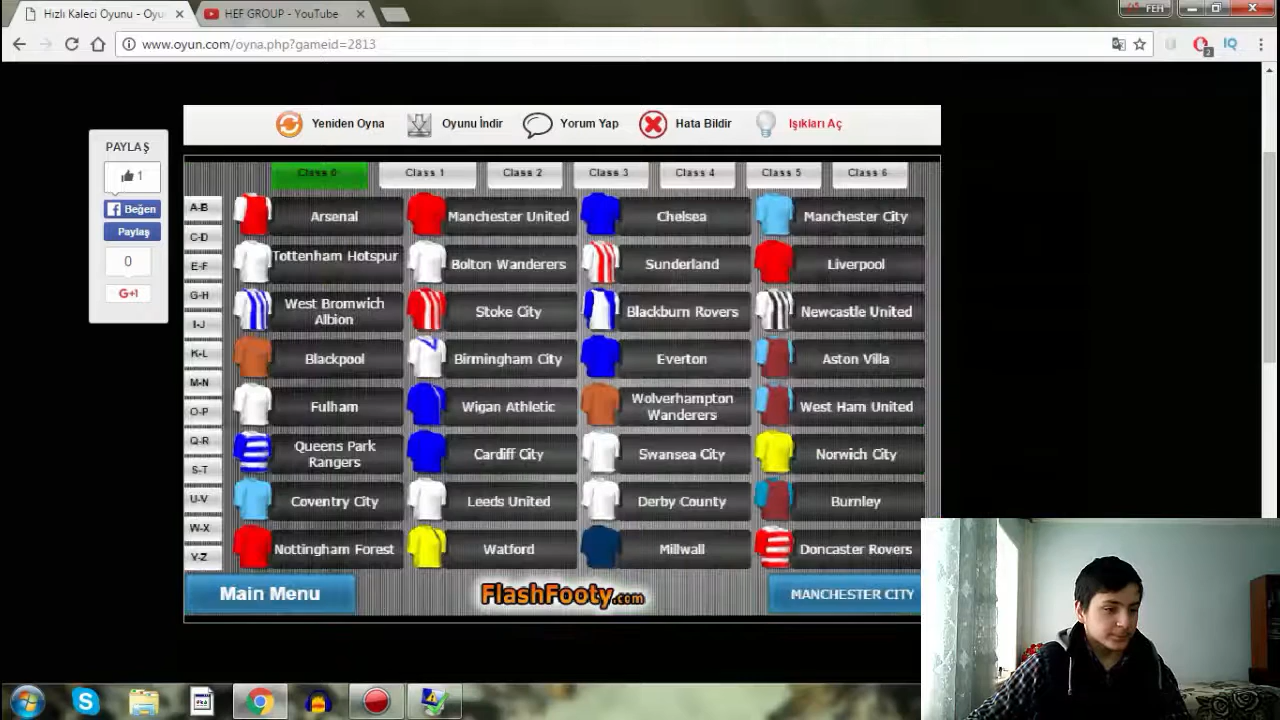 Hızlı Kaleci Oyunu - Oyu
HEF GROUP - YouTube
FEH
www.oyun.com/oyna.php?gameid=2813
2
IQ
Yeniden Oyna
Oyunu İndir
Yorum Yap
Hata Bildir
Işıkları Aç
PAYLAŞ
1
Beğen
Paylaş
0
G+1
Class 0
Class 1
Class 2
Class 3
Class 4
Class 5
Class 6
A-B
C-D
E-F
G-H
I-J
K-L
M-N
O-P
Q-R
S-T
U-V
W-X
Y-Z
Arsenal
Manchester United
Chelsea
Manchester City
Tottenham Hotspur
Bolton Wanderers
Sunderland
Liverpool
West Bromwich
Albion
Stoke City
Blackburn Rovers
Newcastle United
Blackpool
Birmingham City
Everton
Aston Villa
Fulham
Wigan Athletic
Wolverhampton
Wanderers
West Ham United
Queens Park
Rangers
Cardiff City
Swansea City
Norwich City
Coventry City
Leeds United
Derby County
Burnley
Nottingham Forest
Watford
Millwall
Doncaster Rovers
Main Menu
FlashFooty.com
MANCHESTER CITY